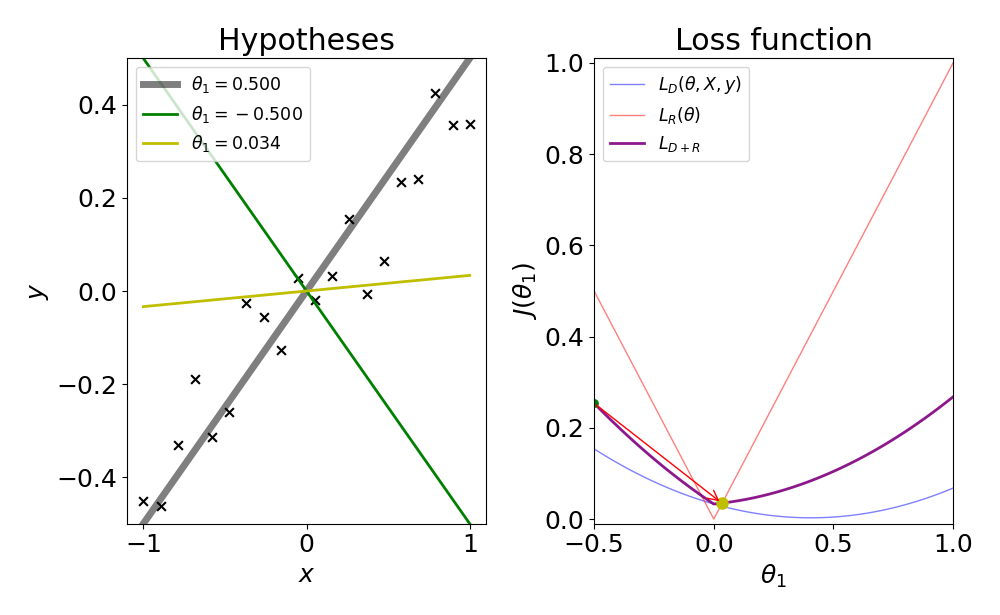 Hypotheses
θ₁ = 0.500
θ₁ = −0.500
θ₁ = 0.034
0.4
0.2
0.0
−0.2
−0.4
y
−1
0
1
x
Loss function
L_D(θ, X, y)
L_R(θ)
L_{D+R}
1.0
0.8
0.6
0.4
0.2
0.0
J(θ₁)
−0.5
0.0
0.5
1.0
θ₁